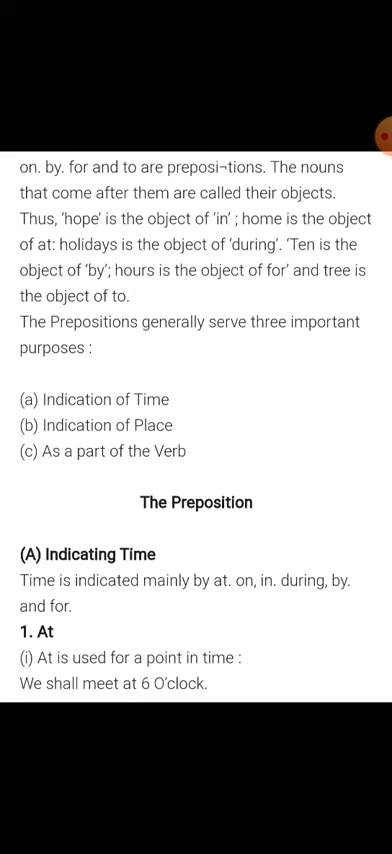 on. by. for and to are preposi¬tions. The nouns
that come after them are called their objects.
Thus, ‘hope’ is the object of ‘in’ ; home is the object
of at: holidays is the object of ‘during’. ‘Ten is the
object of ‘by’; hours is the object of for’ and tree is
the object of to.
The Prepositions generally serve three important
purposes :
(a) Indication of Time
(b) Indication of Place
(c) As a part of the Verb
The Preposition
(A) Indicating Time
Time is indicated mainly by at. on, in. during, by.
and for.
1. At
(i) At is used for a point in time :
We shall meet at 6 O’clock.